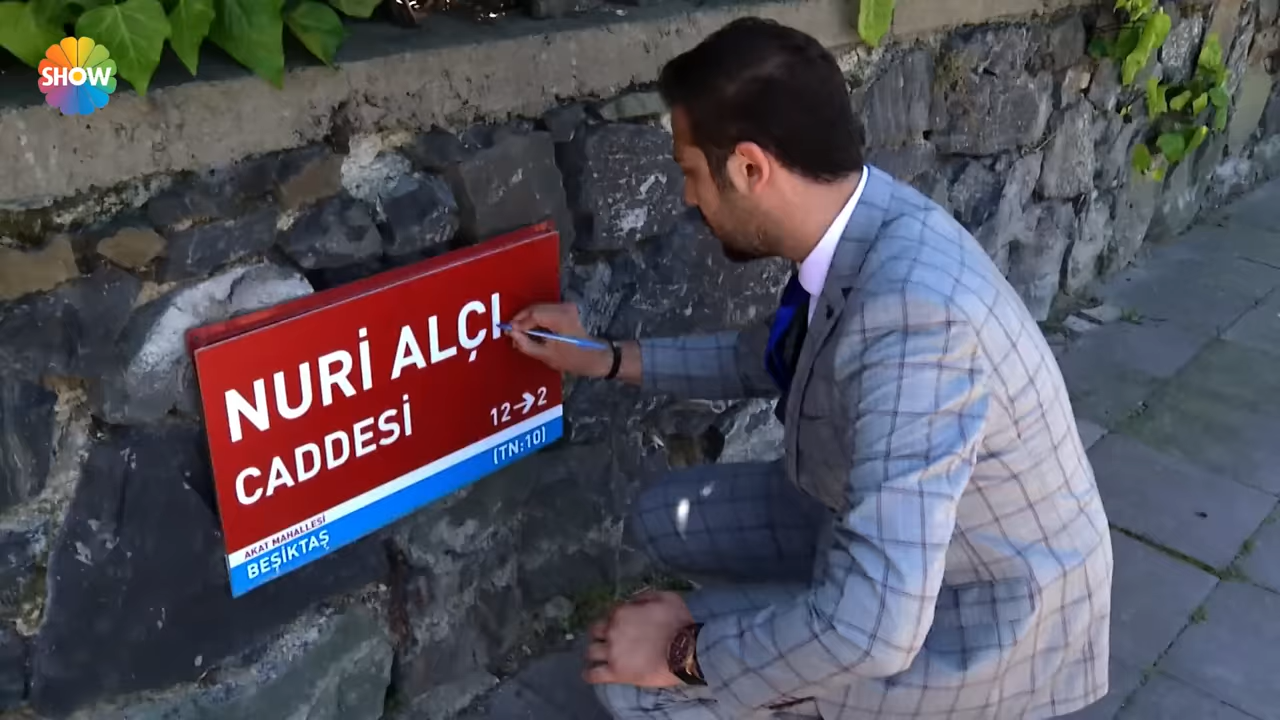 SHOW
NURİ ALÇI
CADDESİ
12→2
(TN:10)
AKAT MAHALLESİ
BEŞİKTAŞ